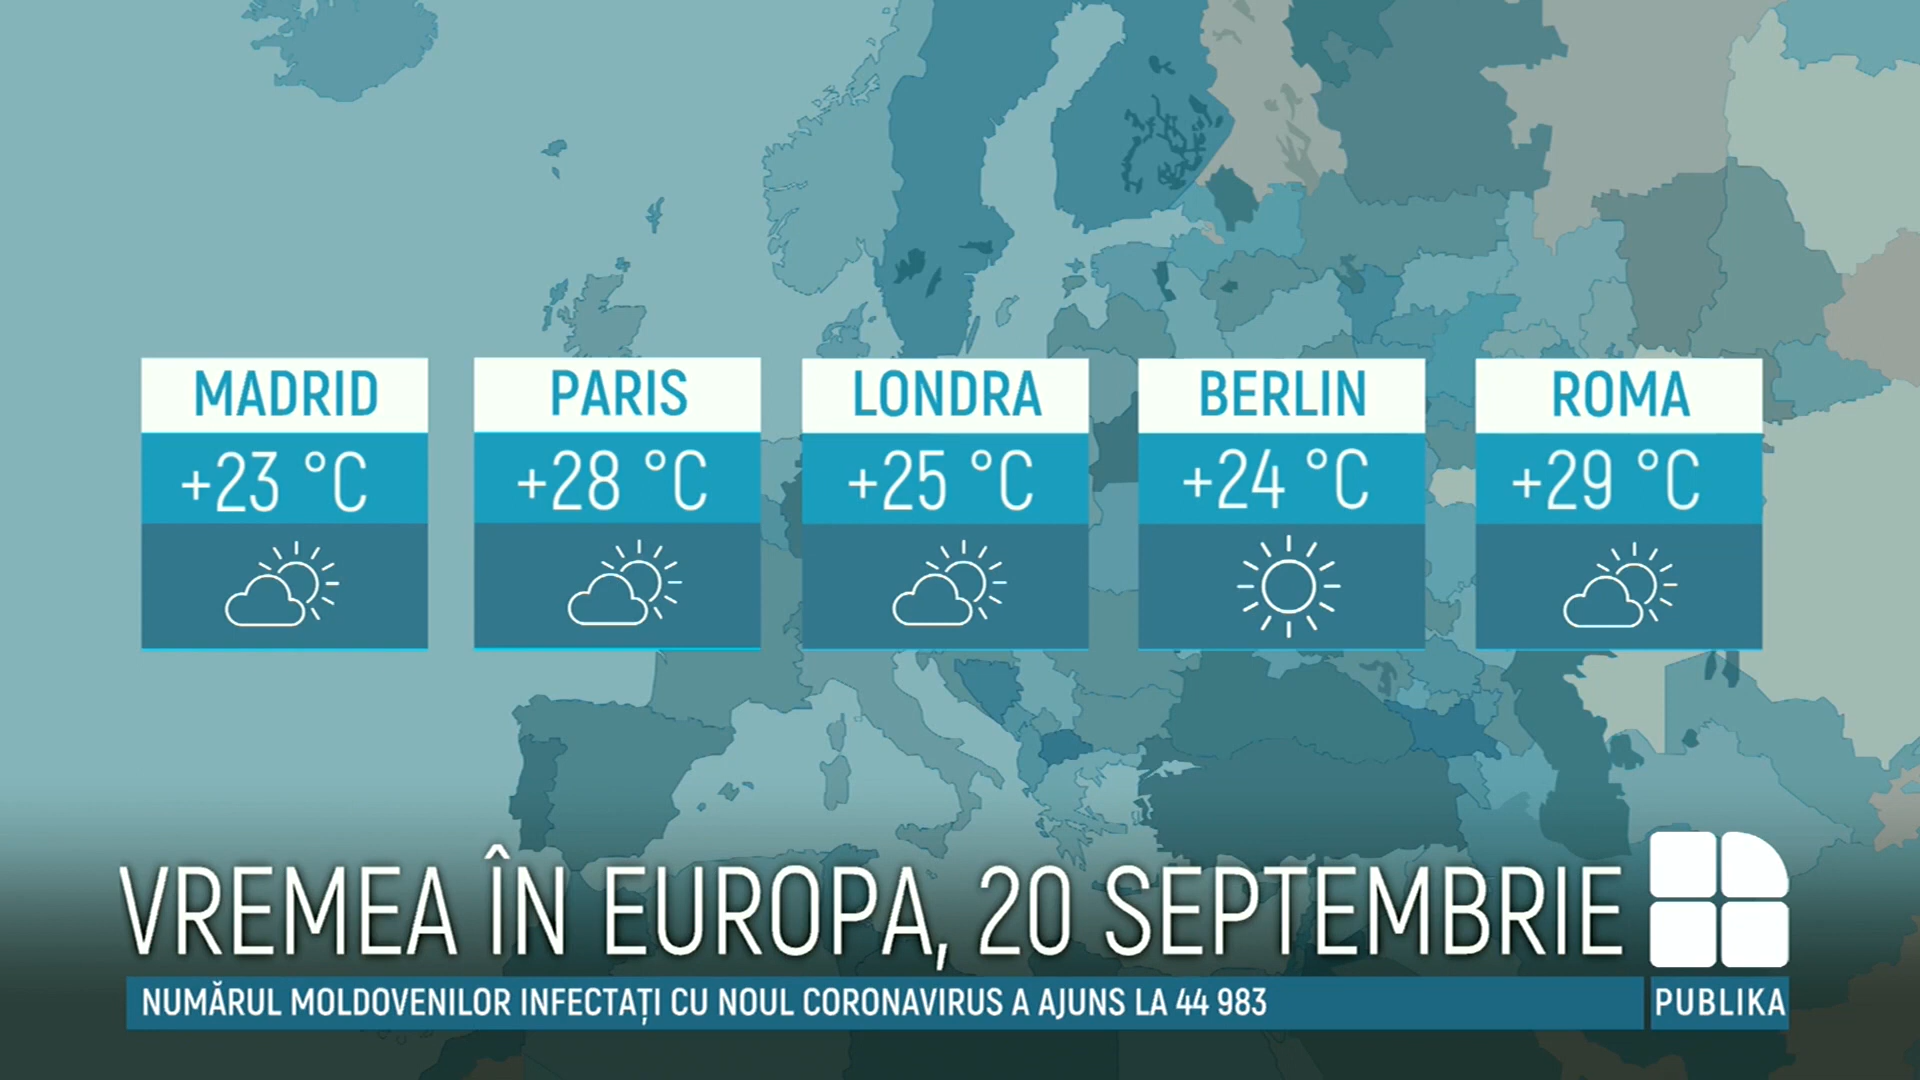 MADRID
+23 °C
PARIS
+28 °C
LONDRA
+25 °C
BERLIN
+24 °C
ROMA
+29 °C
VREMEA ÎN EUROPA, 20 SEPTEMBRIE
NUMĂRUL MOLDOVENILOR INFECTAȚI CU NOUL CORONAVIRUS A AJUNS LA 44 983
PUBLIKA